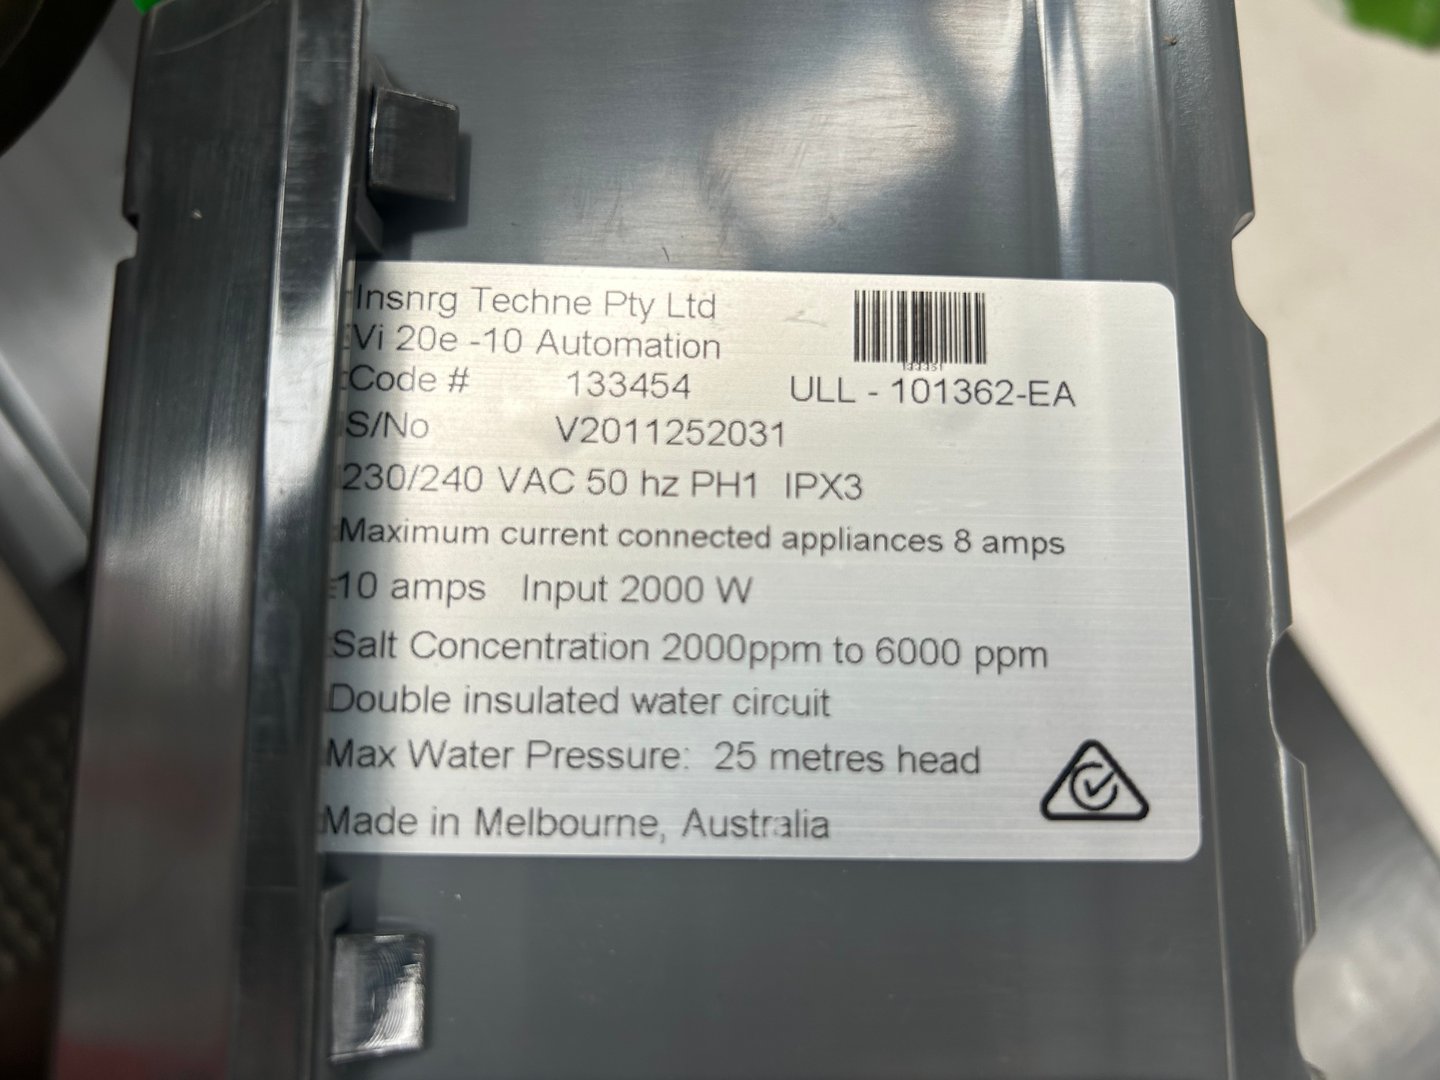 Insnrg Techne Pty Ltd
Vi 20e -10 Automation
Code # 133454 ULL - 101362-EA
S/No V2011252031
230/240 VAC 50 hz PH1 IPX3
Maximum current connected appliances 8 amps
10 amps Input 2000 W
Salt Concentration 2000ppm to 6000 ppm
Double insulated water circuit
Max Water Pressure: 25 metres head
Made in Melbourne, Australia